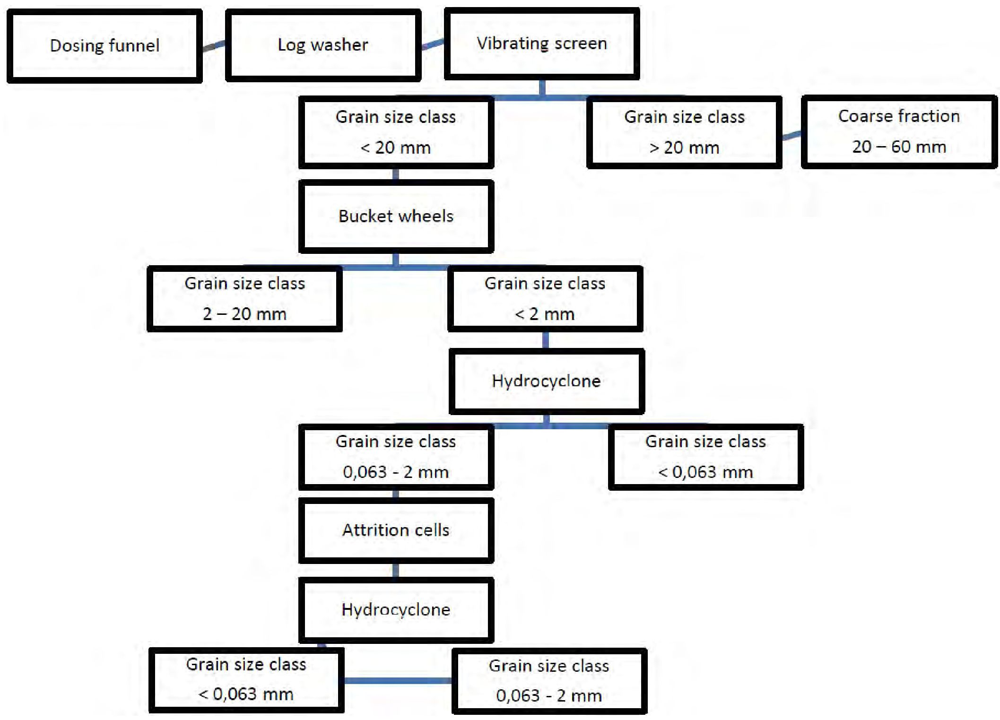 Dosing funnel
Log washer
Vibrating screen
Grain size class
< 20 mm
Grain size class
> 20 mm
Coarse fraction
20 – 60 mm
Bucket wheels
Grain size class
2 – 20 mm
Grain size class
< 2 mm
Hydrocyclone
Grain size class
0,063 - 2 mm
Grain size class
< 0,063 mm
Attrition cells
Hydrocyclone
Grain size class
< 0,063 mm
Grain size class
0,063 - 2 mm